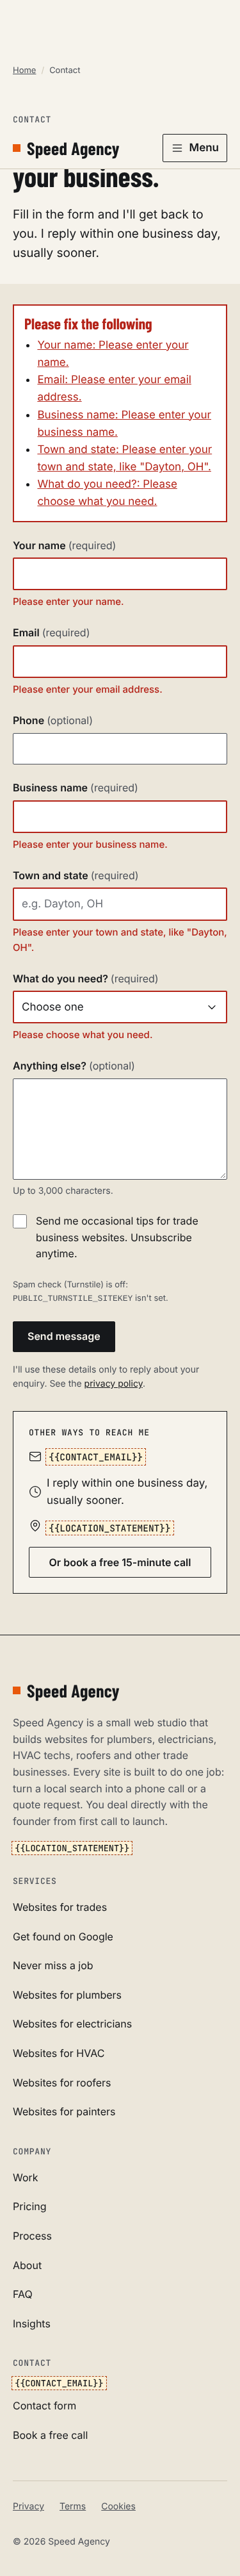 Home / Contact
CONTACT
Speed Agency
Menu
your business.
Fill in the form and I'll get back to
you. I reply within one business day,
usually sooner.
Please fix the following
Your name: Please enter your
name.
Email: Please enter your email
address.
Business name: Please enter your
business name.
Town and state: Please enter your
town and state, like "Dayton, OH".
What do you need?: Please
choose what you need.
Your name (required)
Please enter your name.
Email (required)
Please enter your email address.
Phone (optional)
Business name (required)
Please enter your business name.
Town and state (required)
e.g. Dayton, OH
Please enter your town and state, like "Dayton,
OH".
What do you need? (required)
Choose one
Please choose what you need.
Anything else? (optional)
Up to 3,000 characters.
Send me occasional tips for trade
business websites. Unsubscribe
anytime.
Spam check (Turnstile) is off:
PUBLIC_TURNSTILE_SITEKEY isn't set.
Send message
I'll use these details only to reply about your
enquiry. See the privacy policy.
OTHER WAYS TO REACH ME
{{CONTACT_EMAIL}}
I reply within one business day,
usually sooner.
{{LOCATION_STATEMENT}}
Or book a free 15-minute call
Speed Agency
Speed Agency is a small web studio that
builds websites for plumbers, electricians,
HVAC techs, roofers and other trade
businesses. Every site is built to do one job:
turn a local search into a phone call or a
quote request. You deal directly with the
founder from first call to launch.
{{LOCATION_STATEMENT}}
SERVICES
Websites for trades
Get found on Google
Never miss a job
Websites for plumbers
Websites for electricians
Websites for HVAC
Websites for roofers
Websites for painters
COMPANY
Work
Pricing
Process
About
FAQ
Insights
CONTACT
{{CONTACT_EMAIL}}
Contact form
Book a free call
Privacy Terms Cookies
© 2026 Speed Agency